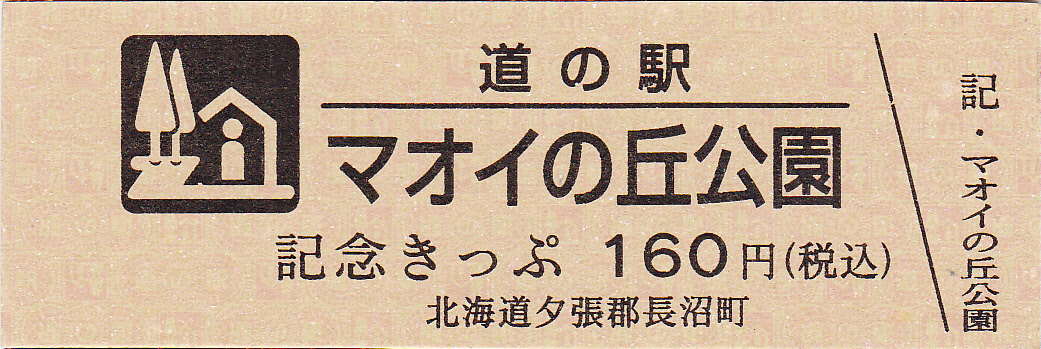 道の駅
マオイの丘公園
記念きっぷ 160円(税込)
北海道夕張郡長沼町
記・マオイの丘公園